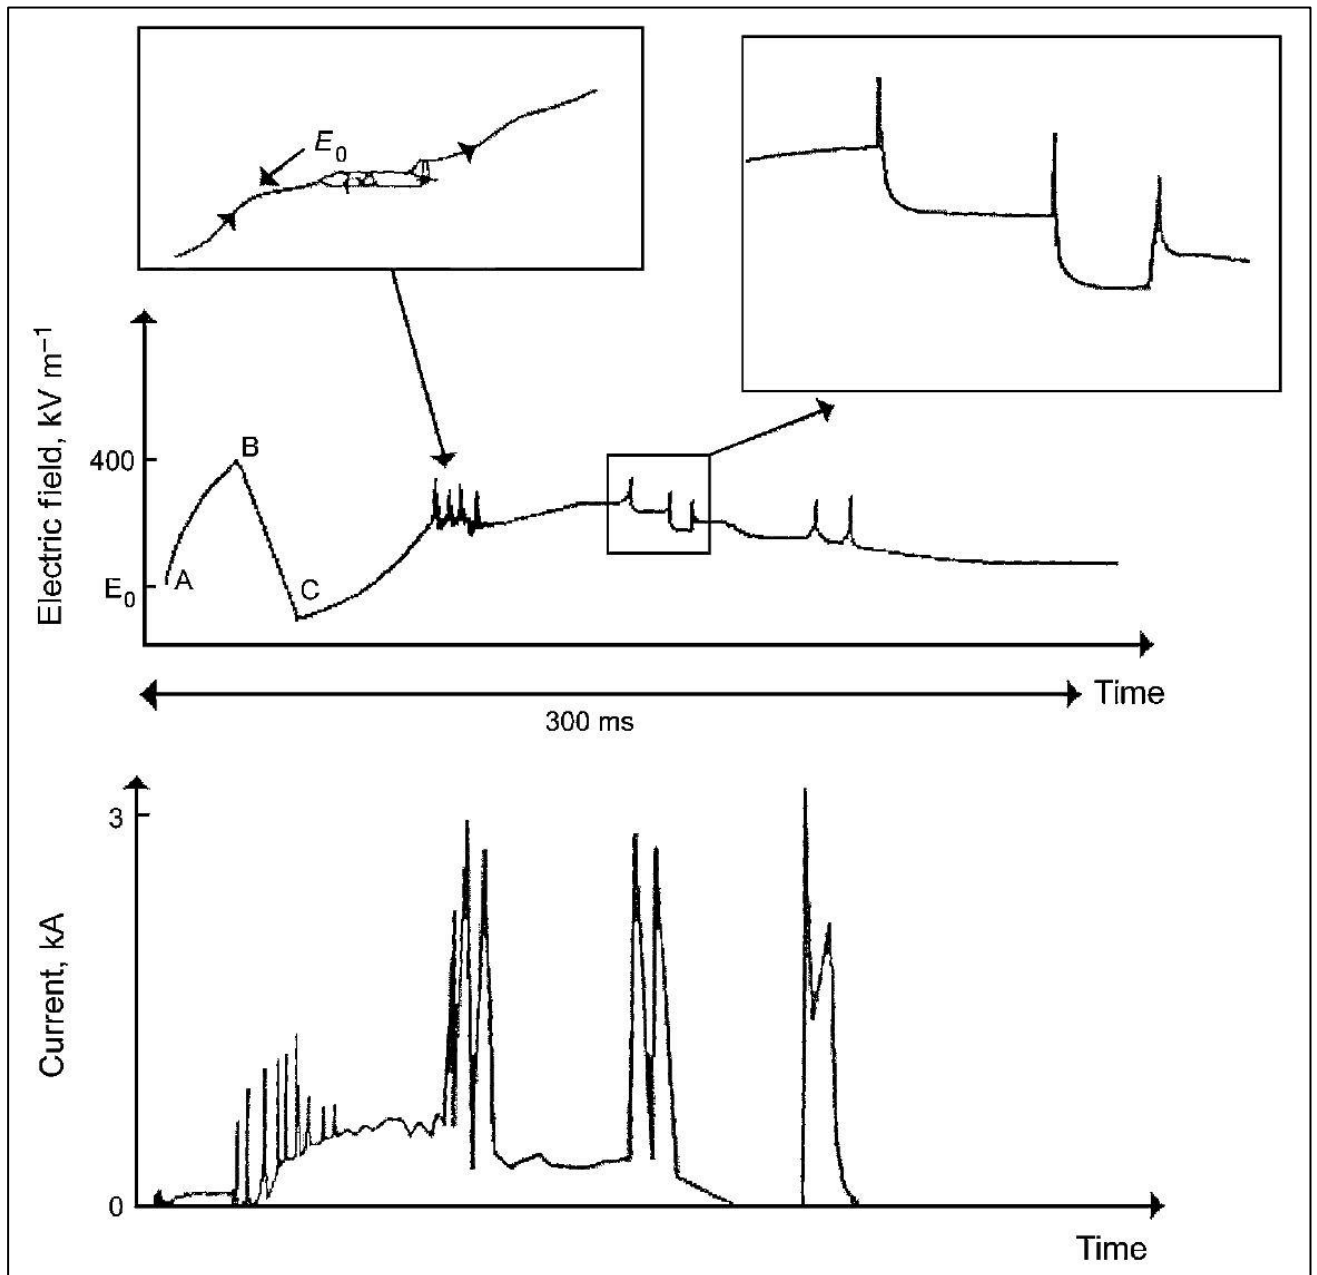 E₀
Electric field, kV m⁻¹
400
B
E₀
A
C
Time
300 ms
3
Current, kA
0
Time